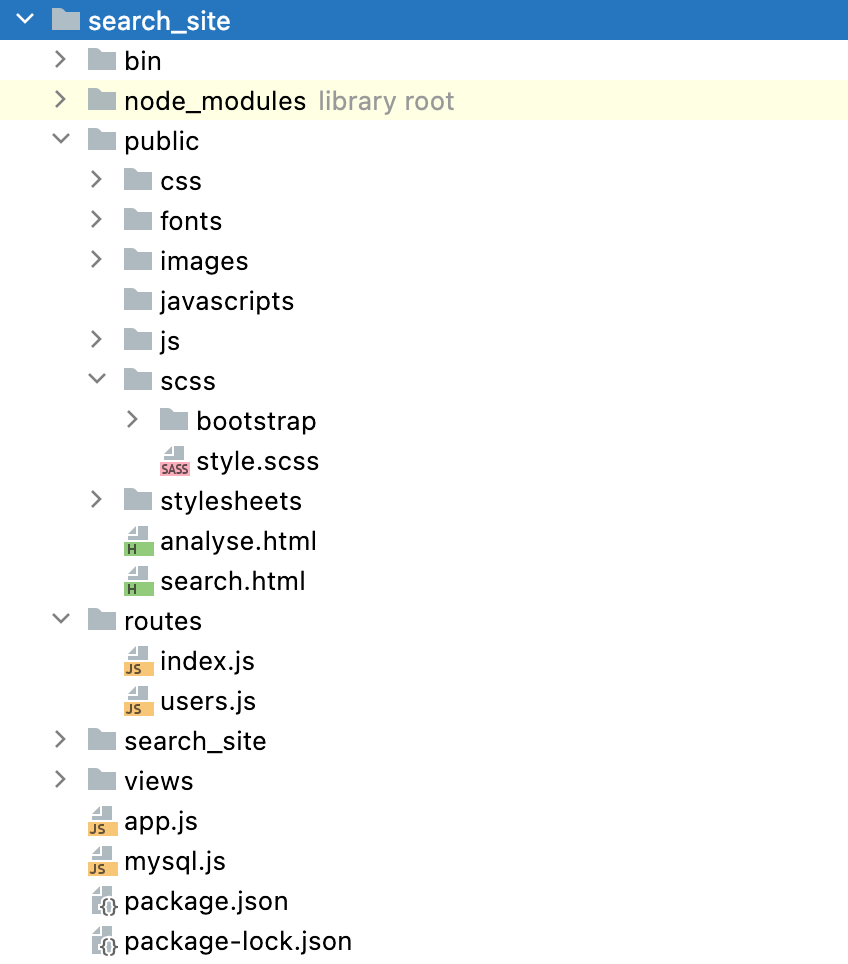 search_site
bin
node_modules library root
public
css
fonts
images
javascripts
js
scss
bootstrap
SASS style.scss
stylesheets
H analyse.html
H search.html
routes
JS index.js
JS users.js
search_site
views
JS app.js
JS mysql.js
{} package.json
{} package-lock.json